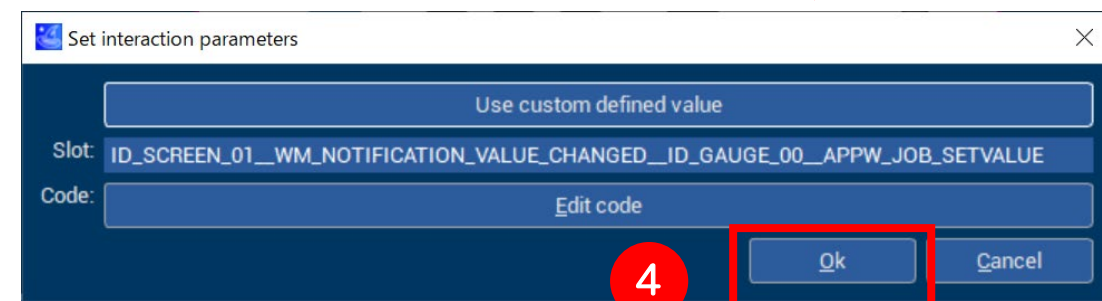 Set interaction parameters
Use custom defined value
Slot: ID_SCREEN_01__WM_NOTIFICATION_VALUE_CHANGED__ID_GAUGE_00__APPW_JOB_SETVALUE
Code: Edit code
4 Ok Cancel